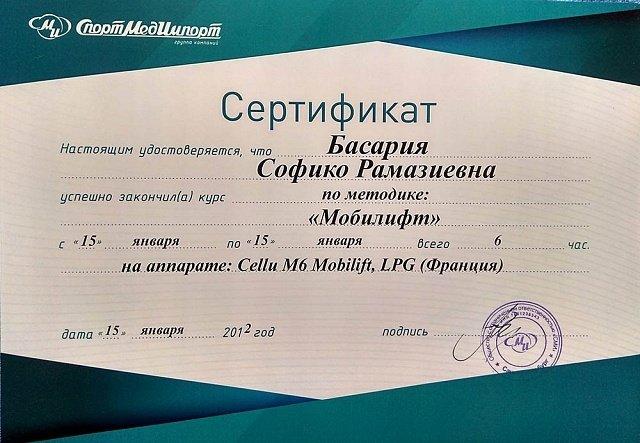 СпортМедИмпорт
группа компаний
Сертификат
Настоящим удостоверяется, что Басария
Софико Рамазиевна
успешно закончил(а) курс по методике:
«Мобилифт»
с «15» января по «15» января всего 6 час.
на аппарате: Cellu M6 Mobilift, LPG (Франция)
дата «15» января 2012 год подпись
СМИ